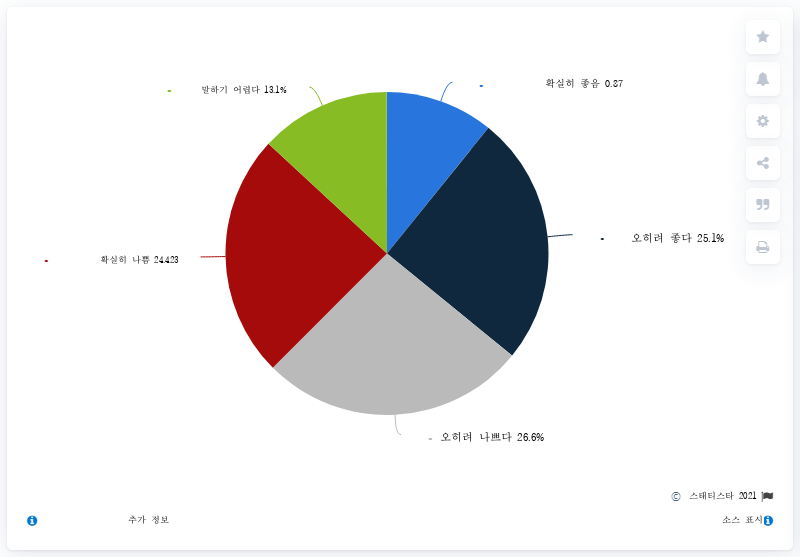 확실히 좋음 0.87
말하기 어렵다 13.1%
오히려 좋다 25.1%
확실히 나쁨 24.423
오히려 나쁘다 26.6%
© 스태티스타 2021
추가 정보
소스 표시